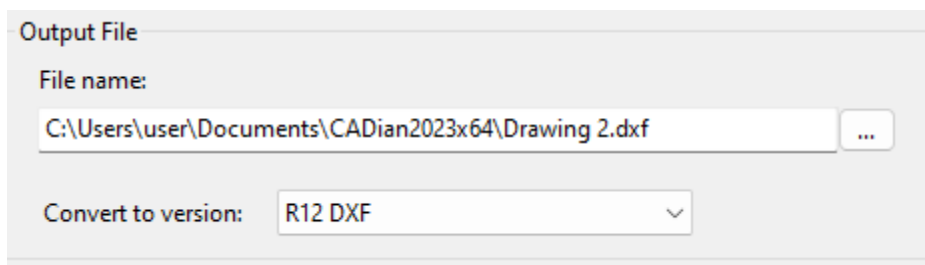 Output File
File name:
C:\Users\user\Documents\CADian2023x64\Drawing 2.dxf
...
Convert to version:
R12 DXF